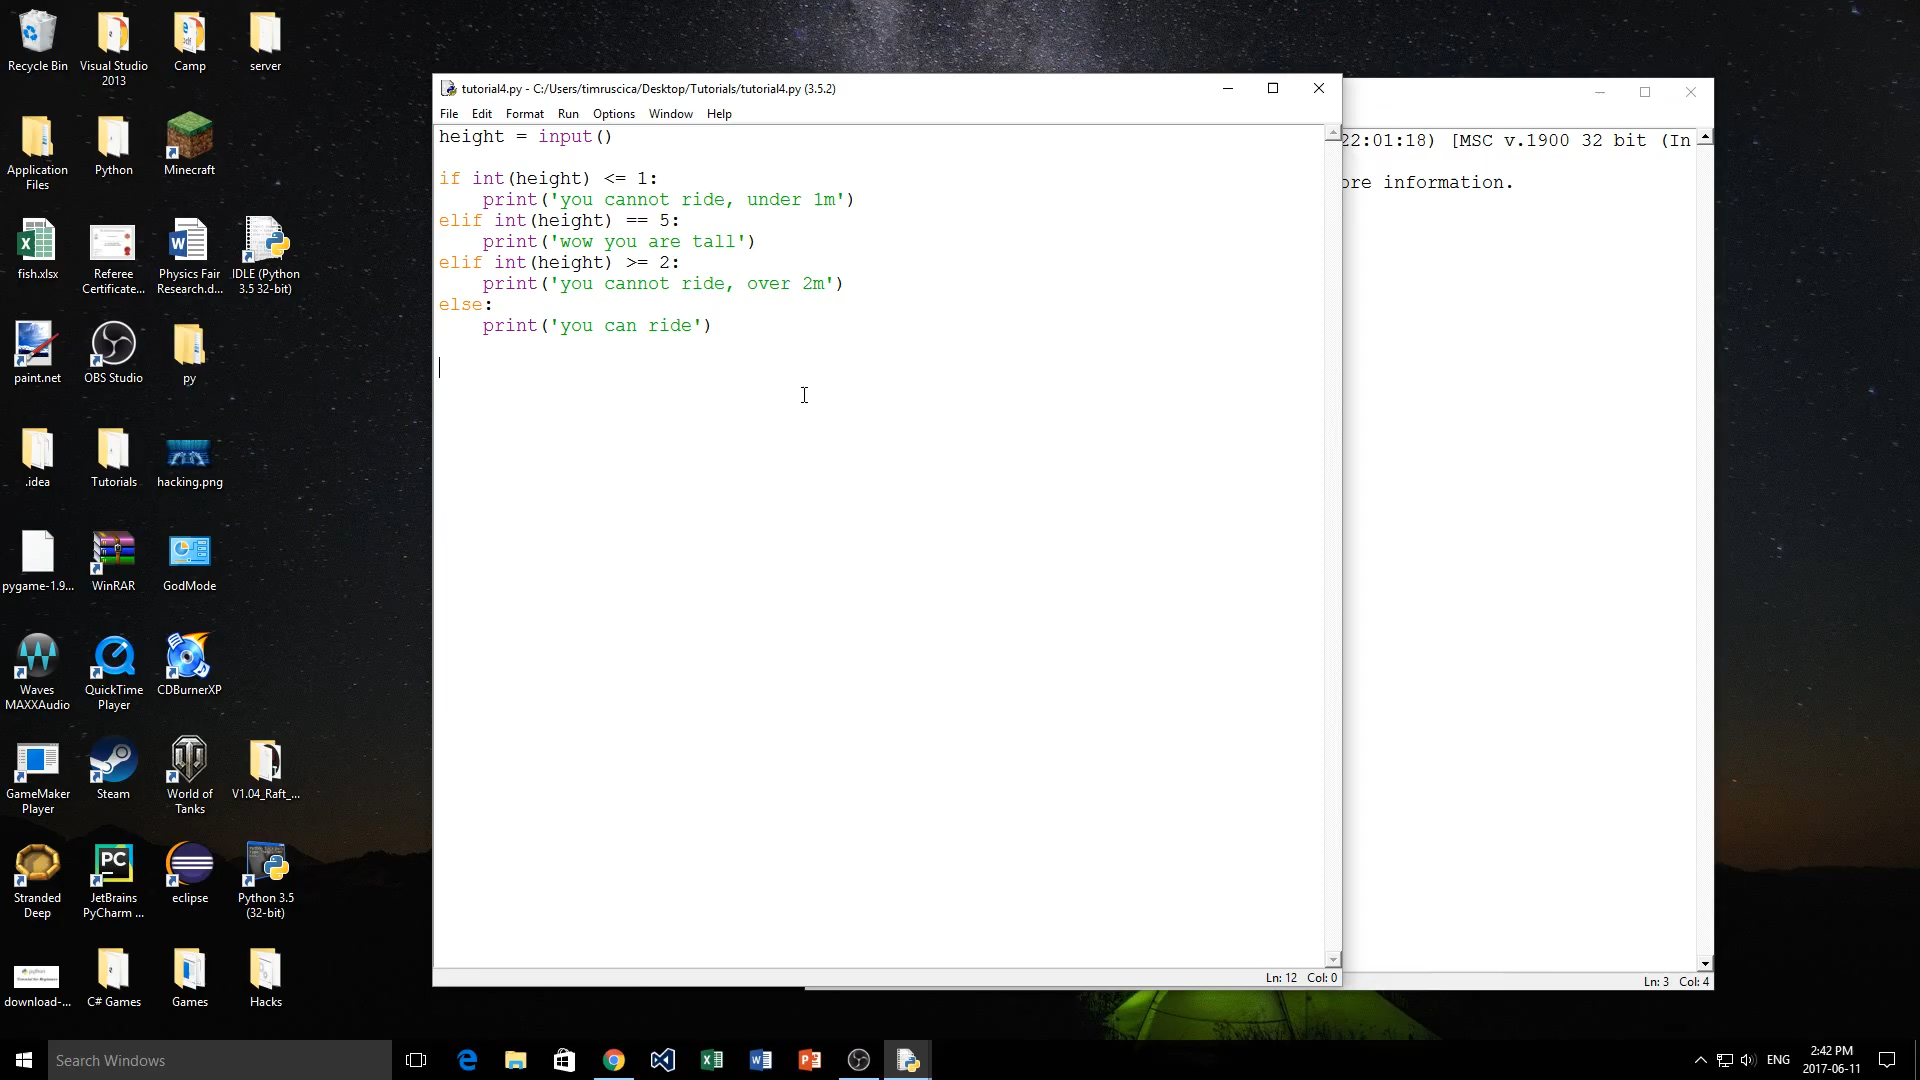 Recycle Bin
Visual Studio
2013
Camp
server
Application
Files
Python
Minecraft
fish.xlsx
Referee
Certificate...
Physics Fair
Research.d...
IDLE (Python
3.5 32-bit)
paint.net
OBS Studio
py
.idea
Tutorials
hacking.png
pygame-1.9...
WinRAR
GodMode
Waves
MAXXAudio
QuickTime
Player
CDBurnerXP
GameMaker
Player
Steam
World of
Tanks
V1.04_Raft_...
Stranded
Deep
JetBrains
PyCharm ...
eclipse
Python 3.5
(32-bit)
download-...
C# Games
Games
Hacks
tutorial4.py - C:/Users/timruscica/Desktop/Tutorials/tutorial4.py (3.5.2)
File Edit Format Run Options Window Help
height = input()
if int(height) <= 1:
    print('you cannot ride, under 1m')
elif int(height) == 5:
    print('wow you are tall')
elif int(height) >= 2:
    print('you cannot ride, over 2m')
else:
    print('you can ride')
Ln: 12 Col: 0
22:01:18) [MSC v.1900 32 bit (In
ore information.
Ln: 3 Col: 4
Search Windows
ENG
2:42 PM
2017-06-11